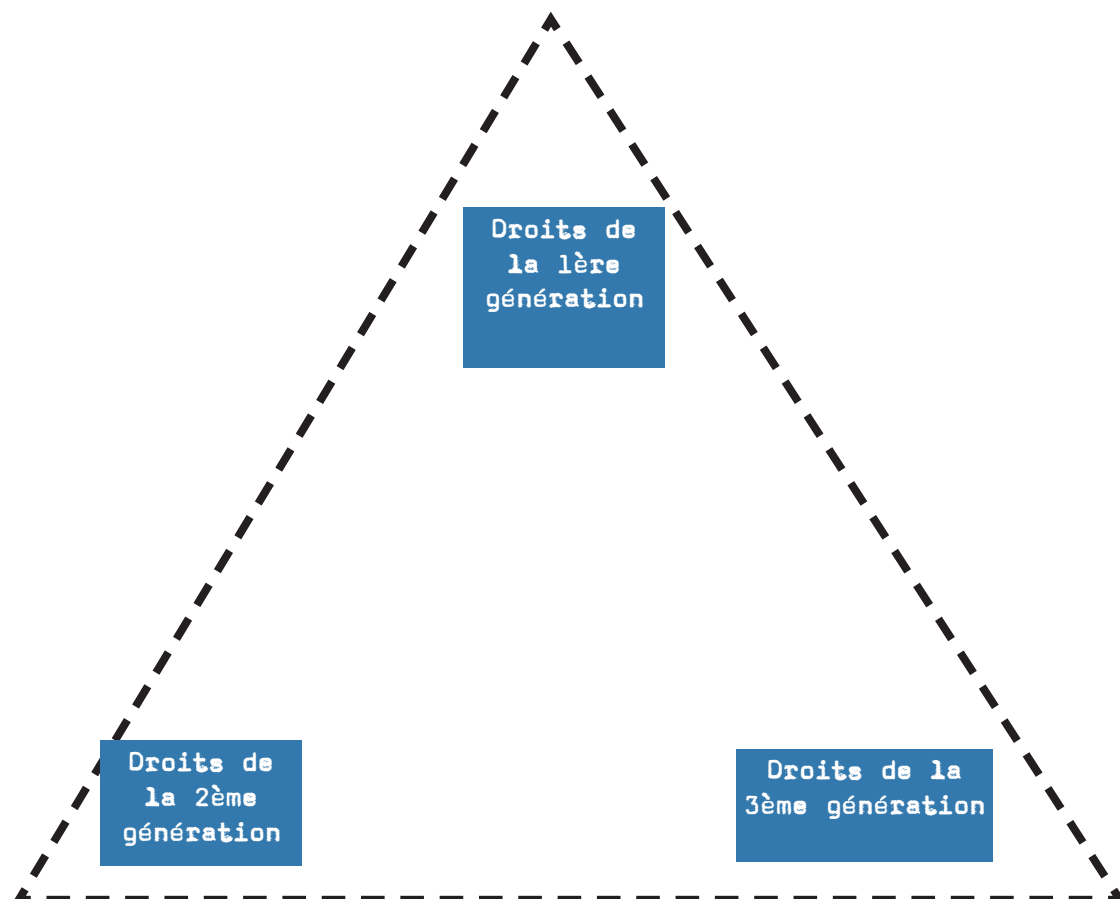 Droits de
la 1ère
génération
Droits de
la 2ème
génération
Droits de la
3ème génération